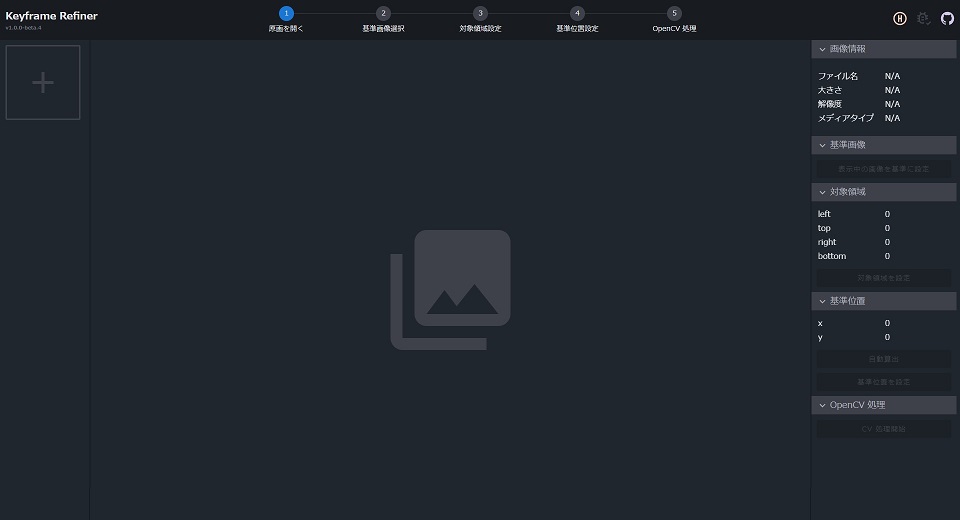 Keyframe Refiner
v1.0.0-beta.4
1
原画を開く
2
基準画像選択
3
対象領域設定
4
基準位置設定
5
OpenCV 処理
H
画像情報
ファイル名 N/A
大きさ N/A
解像度 N/A
メディアタイプ N/A
基準画像
表示中の画像を基準に設定
対象領域
left 0
top 0
right 0
bottom 0
対象領域を設定
基準位置
x 0
y 0
自動算出
基準位置を設定
OpenCV 処理
CV 処理開始